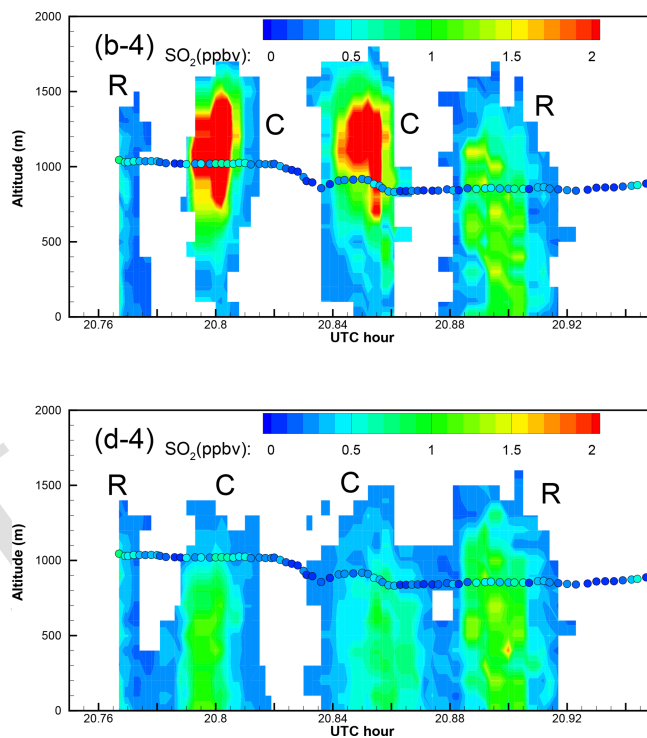 (b-4) SO2(ppbv): 0 0.5 1 1.5 2
R C C R
2000
1500
1000
500
0
Altitude (m)
20.76 20.8 20.84 20.88 20.92
UTC hour
(d-4) SO2(ppbv): 0 0.5 1 1.5 2
R C C R
2000
1500
1000
500
0
Altitude (m)
20.76 20.8 20.84 20.88 20.92
UTC hour